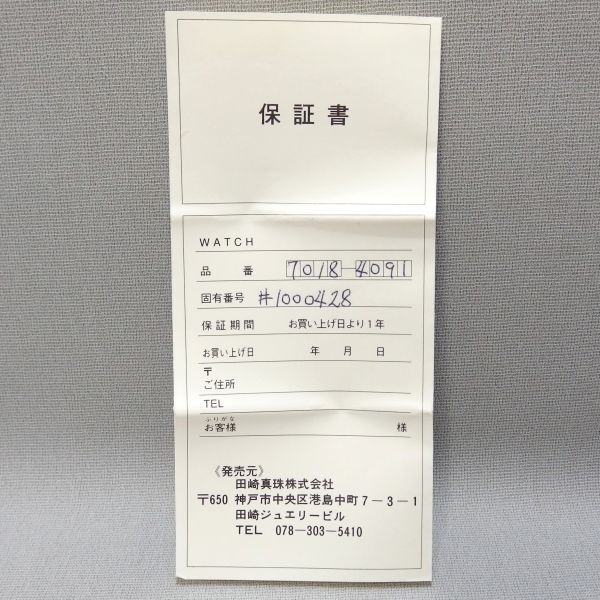 保証書
WATCH
品番 7018-4091
固有番号 #1000428
保証期間 お買い上げ日より1年
お買い上げ日 年 月 日
〒
ご住所
TEL
ふりがな
お客様 様
《発売元》
田崎真珠株式会社
〒650 神戸市中央区港島中町7−3−1
田崎ジュエリービル
TEL 078−303−5410